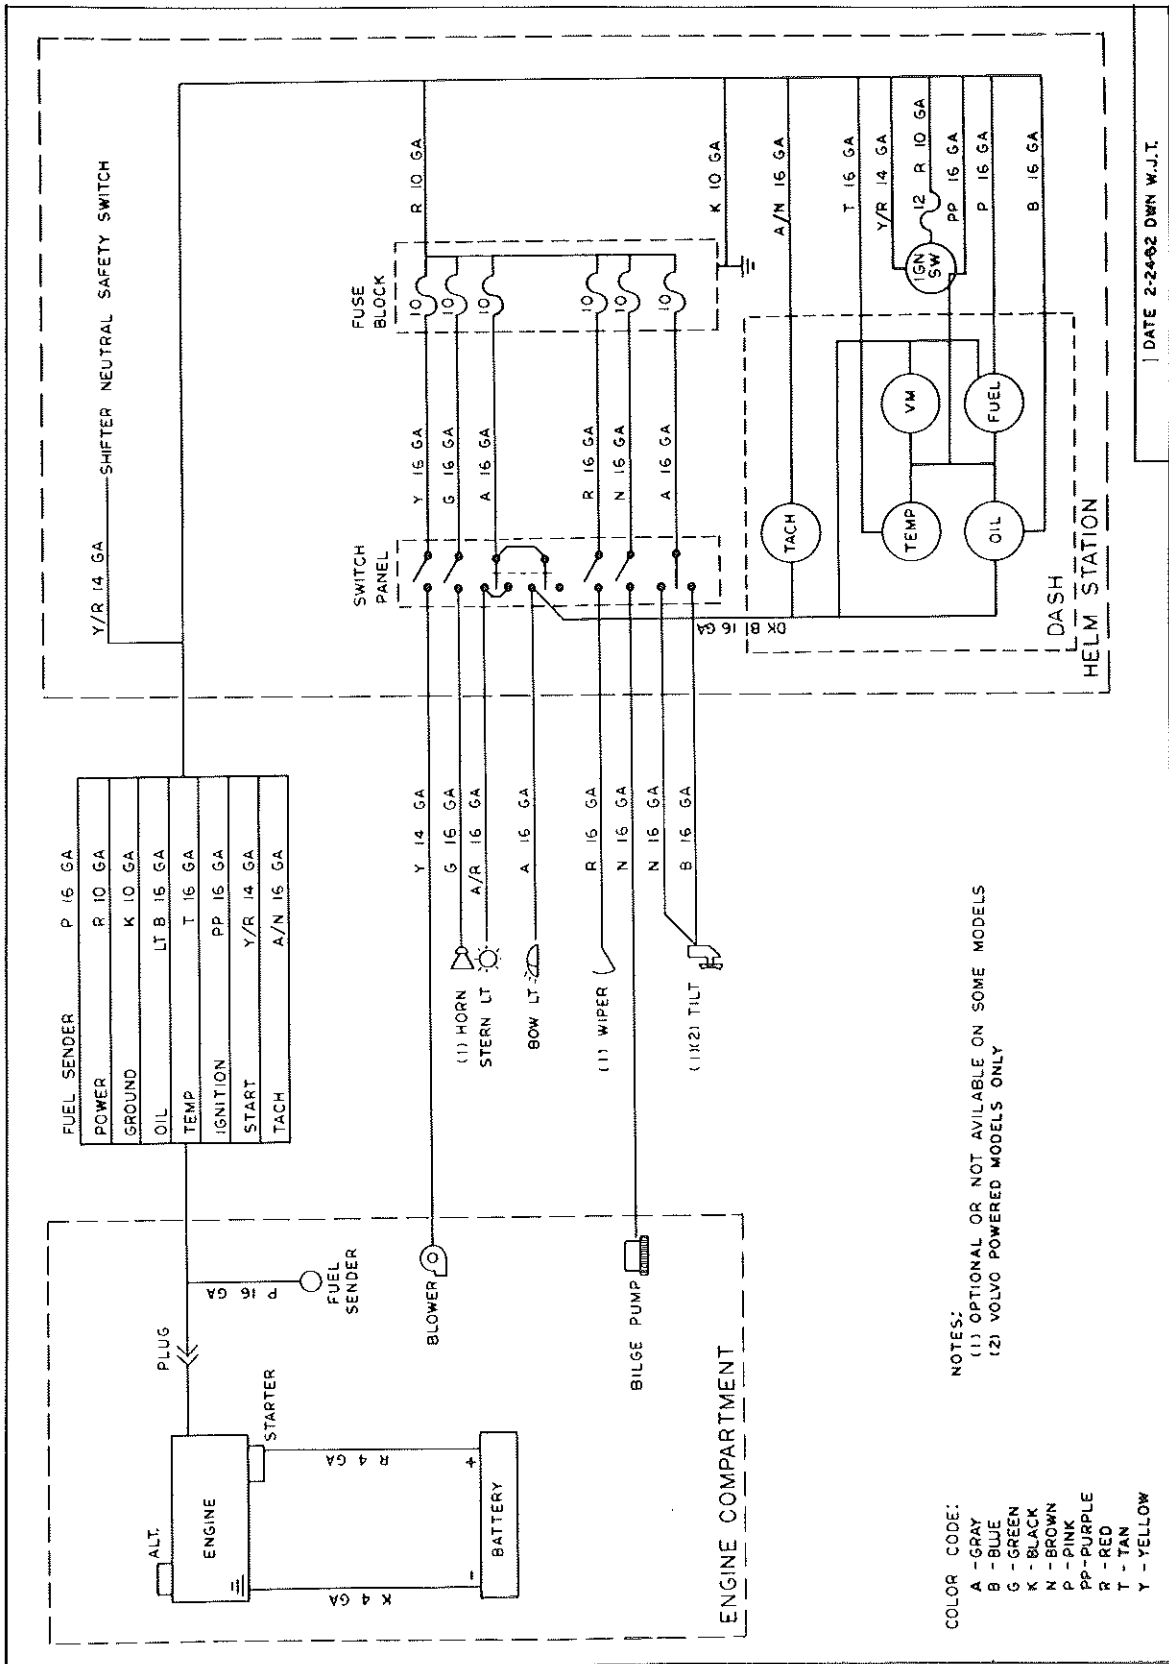 Y/R 14 GA
SHIFTER NEUTRAL SAFETY SWITCH
FUEL SENDER P 16 GA
POWER R 10 GA
GROUND K 10 GA
OIL LT B 16 GA
TEMP T 16 GA
IGNITION PP 16 GA
START Y/R 14 GA
TACH A/N 16 GA
ALT.
ENGINE
PLUG
STARTER
P 16 GA
FUEL
SENDER
K 4 GA
R 4 GA
-
+
BATTERY
BLOWER
BILGE PUMP
ENGINE COMPARTMENT
Y 14 GA
(1) HORN
G 16 GA
STERN LT
A/R 16 GA
BOW LT
A 16 GA
(1) WIPER
R 16 GA
N 16 GA
(1)(2) TILT
N 16 GA
B 16 GA
SWITCH
PANEL
FUSE
BLOCK
Y 16 GA
G 16 GA
A 16 GA
R 16 GA
N 16 GA
A 16 GA
10
10
10
10
10
10
R 10 GA
K 10 GA
A/N 16 GA
T 16 GA
Y/R 14 GA
12 R 10 GA
PP 16 GA
P 16 GA
B 16 GA
IGN
SW
DK B 16 GA
TACH
TEMP
VM
OIL
FUEL
DASH
HELM STATION
NOTES:
(1) OPTIONAL OR NOT AVILABLE ON SOME MODELS
(2) VOLVO POWERED MODELS ONLY
COLOR CODE:
A - GRAY
B - BLUE
G - GREEN
K - BLACK
N - BROWN
P - PINK
PP - PURPLE
R - RED
T - TAN
Y - YELLOW
DATE 2-24-82 DWN W.J.T.